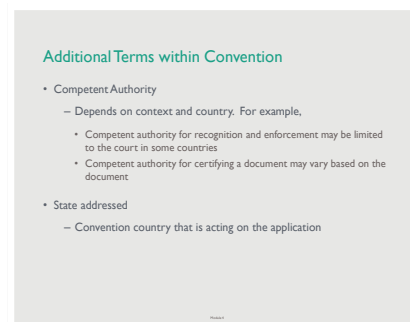 Additional Terms within Convention
• Competent Authority
– Depends on context and country. For example,
• Competent authority for recognition and enforcement may be limited
to the court in some countries
• Competent authority for certifying a document may vary based on the
document
• State addressed
– Convention country that is acting on the application